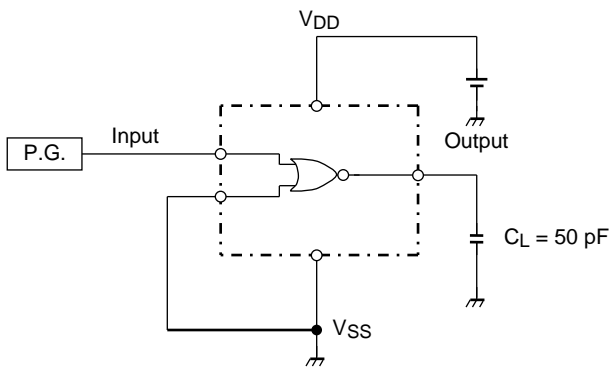 VDD
Input
Output
P.G.
CL = 50 pF
VSS